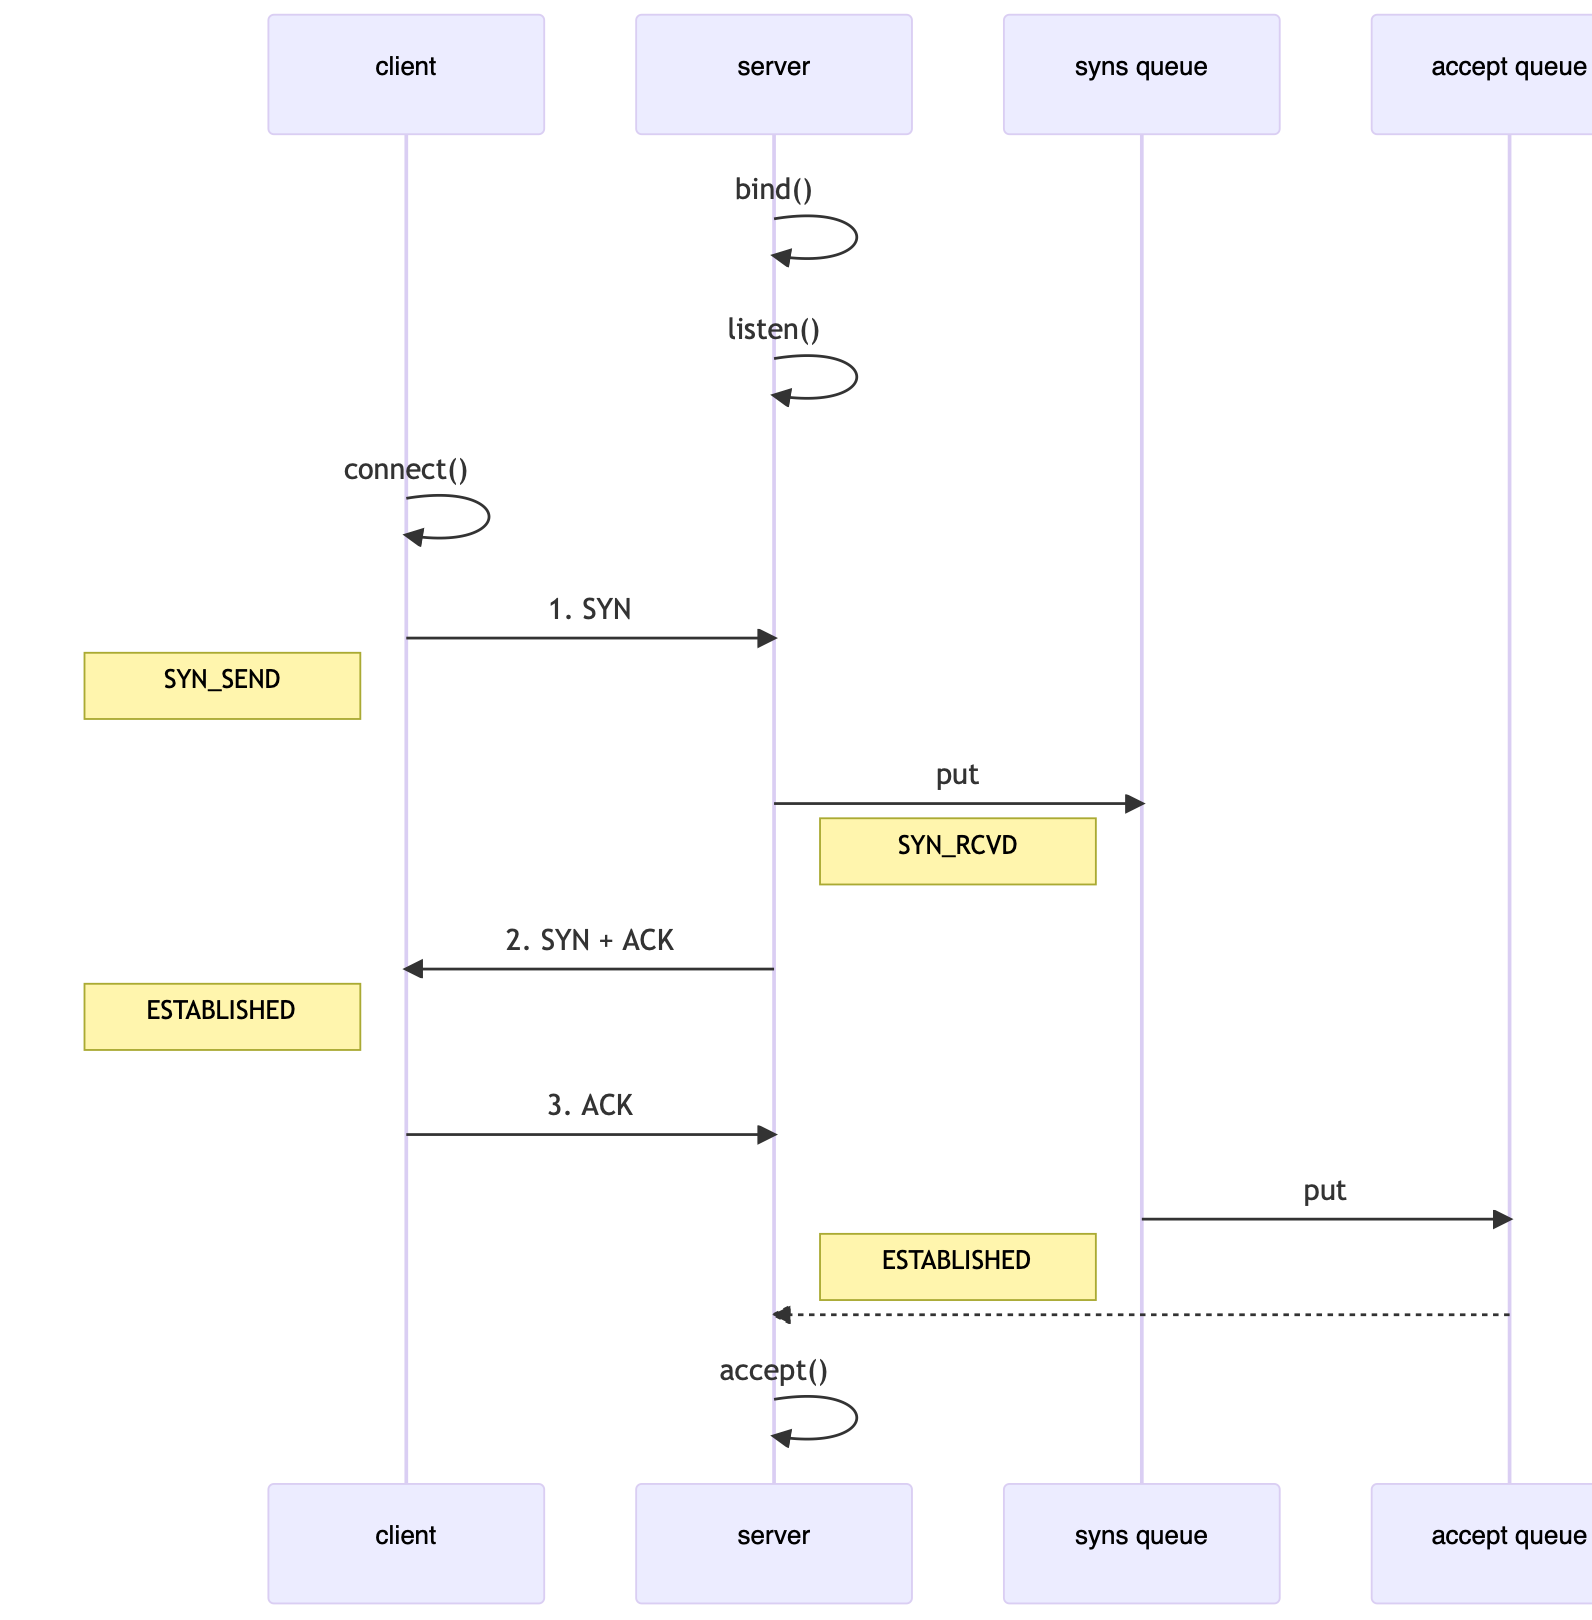 client
server
syns queue
accept queue
bind()
listen()
connect()
1. SYN
SYN_SEND
put
SYN_RCVD
2. SYN + ACK
ESTABLISHED
3. ACK
put
ESTABLISHED
accept()
client
server
syns queue
accept queue